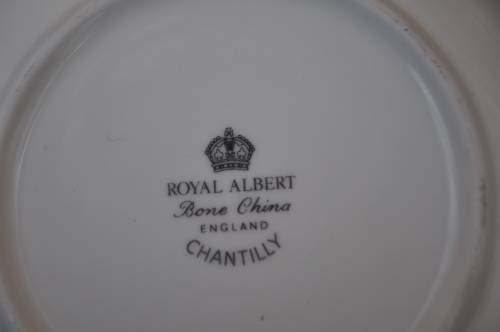 ROYAL ALBERT
Bone China
ENGLAND
CHANTILLY